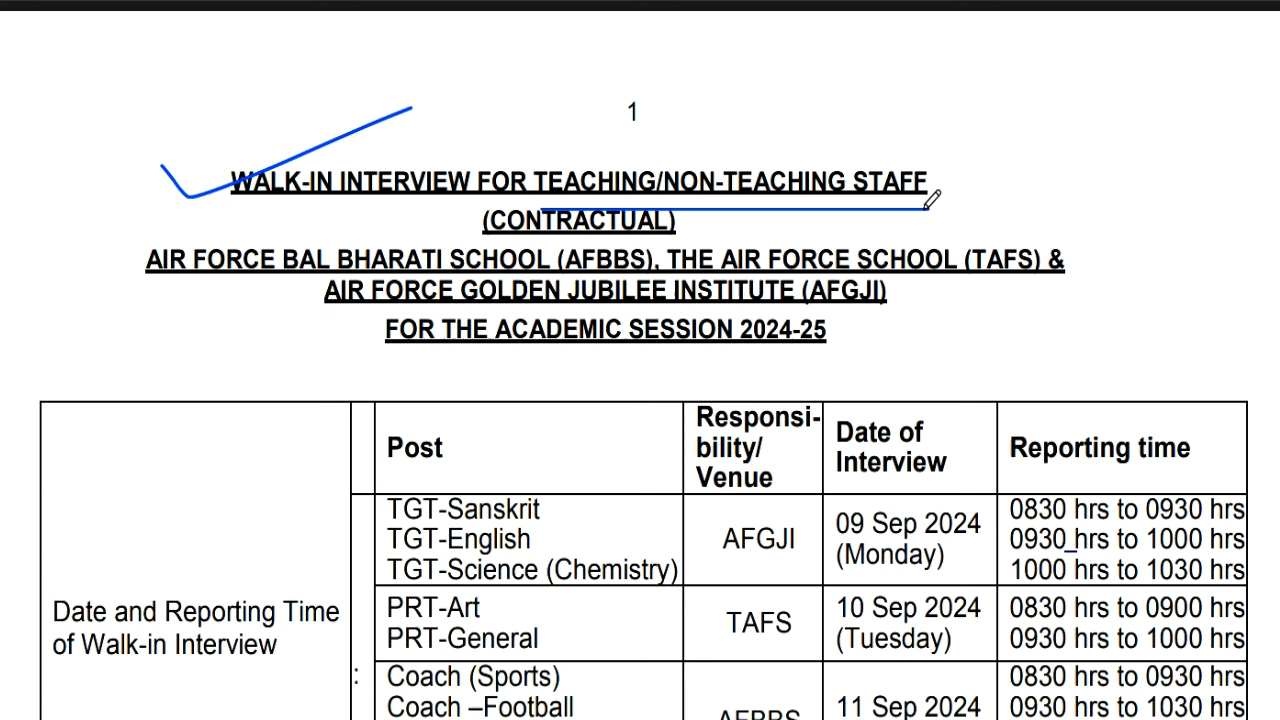 1
WALK-IN INTERVIEW FOR TEACHING/NON-TEACHING STAFF
(CONTRACTUAL)
AIR FORCE BAL BHARATI SCHOOL (AFBBS), THE AIR FORCE SCHOOL (TAFS) &
AIR FORCE GOLDEN JUBILEE INSTITUTE (AFGJI)
FOR THE ACADEMIC SESSION 2024-25
Post
Responsi-
bility/
Venue
Date of
Interview
Reporting time
Date and Reporting Time
of Walk-in Interview
:
TGT-Sanskrit
TGT-English
TGT-Science (Chemistry)
AFGJI
09 Sep 2024
(Monday)
0830 hrs to 0930 hrs
0930 hrs to 1000 hrs
1000 hrs to 1030 hrs
PRT-Art
PRT-General
TAFS
10 Sep 2024
(Tuesday)
0830 hrs to 0900 hrs
0930 hrs to 1000 hrs
Coach (Sports)
Coach –Football
AFBBS
11 Sep 2024
0830 hrs to 0930 hrs
0930 hrs to 1030 hrs